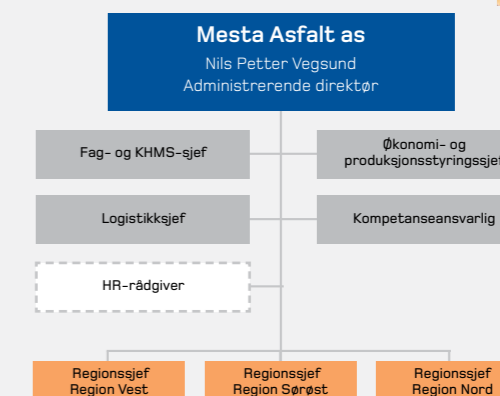 Mesta Asfalt as
Nils Petter Vegsund
Administrerende direktør
Fag- og KHMS-sjef
Økonomi- og
produksjonsstyringssjef
Logistikksjef
Kompetanseansvarlig
HR-rådgiver
Regionssjef
Region Vest
Regionssjef
Region Sørøst
Regionssjef
Region Nord